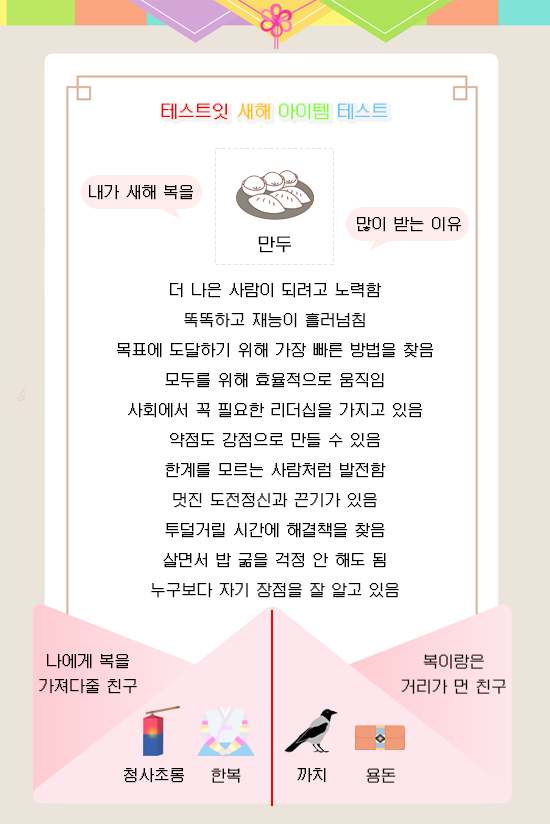 테스트잇 새해 아이템 테스트
내가 새해 복을
많이 받는 이유
만두
더 나은 사람이 되려고 노력함
똑똑하고 재능이 흘러넘침
목표에 도달하기 위해 가장 빠른 방법을 찾음
모두를 위해 효율적으로 움직임
사회에서 꼭 필요한 리더십을 가지고 있음
약점도 강점으로 만들 수 있음
한계를 모르는 사람처럼 발전함
멋진 도전정신과 끈기가 있음
투덜거릴 시간에 해결책을 찾음
살면서 밥 굶을 걱정 안 해도 됨
누구보다 자기 장점을 잘 알고 있음
나에게 복을
가져다줄 친구
청사초롱 한복
복이랑은
거리가 먼 친구
까치 용돈